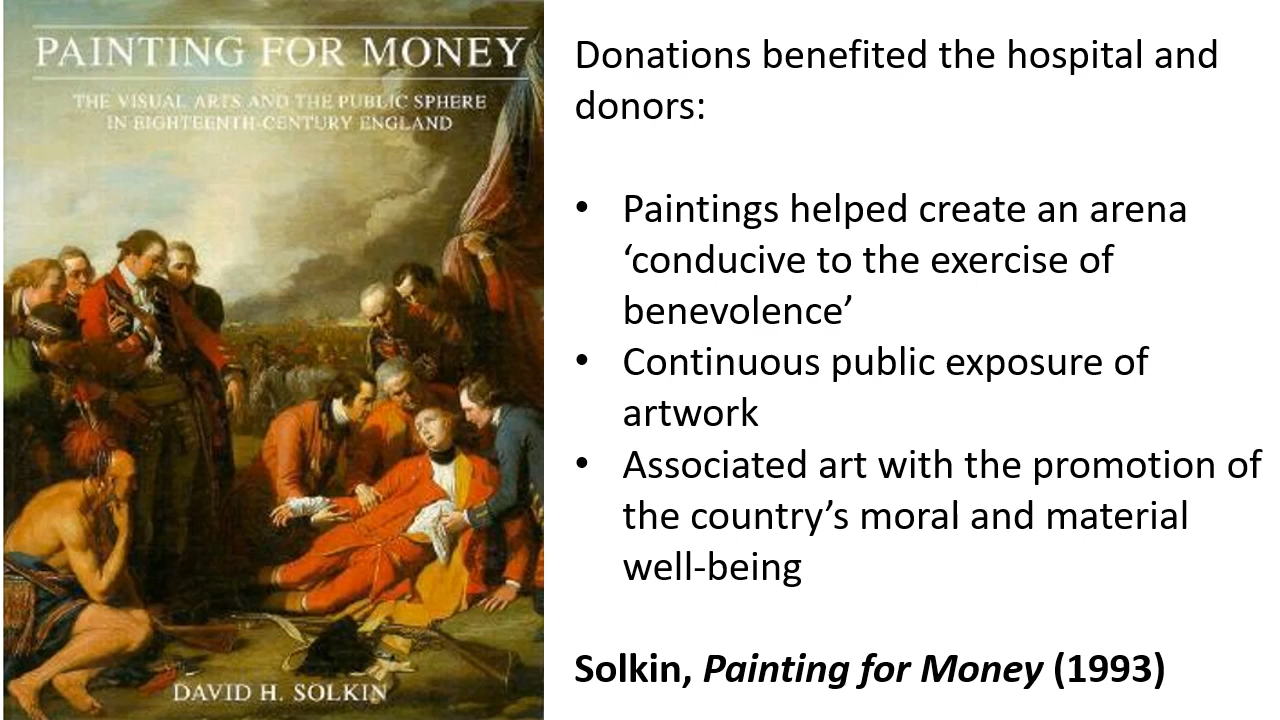 PAINTING FOR MONEY
THE VISUAL ARTS AND THE PUBLIC SPHERE
IN EIGHTEENTH-CENTURY ENGLAND
DAVID H. SOLKIN
Donations benefited the hospital and
donors:
• Paintings helped create an arena
‘conducive to the exercise of
benevolence’
• Continuous public exposure of
artwork
• Associated art with the promotion of
the country’s moral and material
well-being
Solkin, Painting for Money (1993)